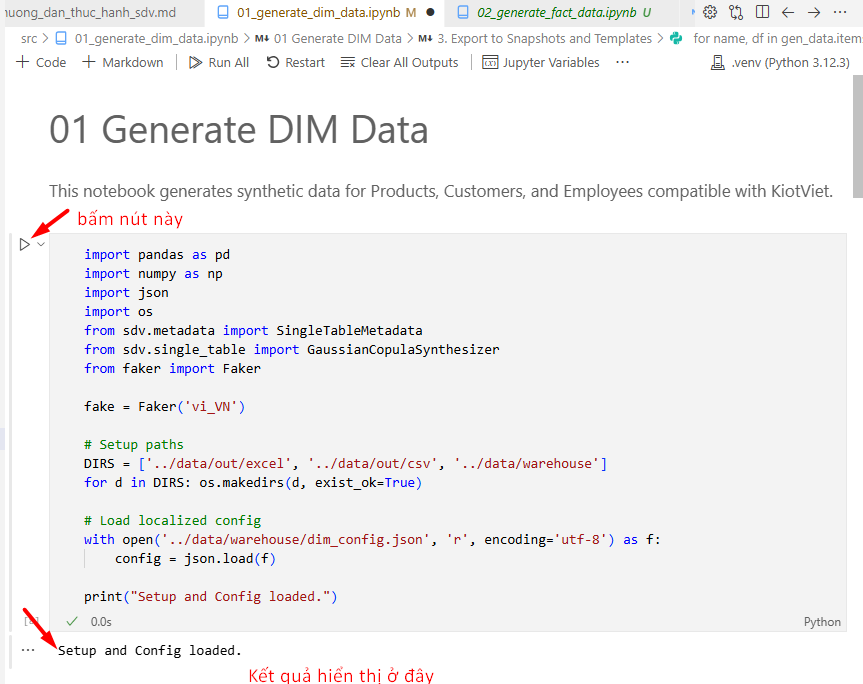 huong_dan_thuc_hanh_sdv.md 01_generate_dim_data.ipynb M 02_generate_fact_data.ipynb U
src > 01_generate_dim_data.ipynb > M↓ 01 Generate DIM Data > M↓ 3. Export to Snapshots and Templates > for name, df in gen_data.item
+ Code + Markdown Run All Restart Clear All Outputs Jupyter Variables ... .venv (Python 3.12.3)
01 Generate DIM Data
This notebook generates synthetic data for Products, Customers, and Employees compatible with KiotViet.
bấm nút này
import pandas as pd
import numpy as np
import json
import os
from sdv.metadata import SingleTableMetadata
from sdv.single_table import GaussianCopulaSynthesizer
from faker import Faker
fake = Faker('vi_VN')
# Setup paths
DIRS = ['../data/out/excel', '../data/out/csv', '../data/warehouse']
for d in DIRS: os.makedirs(d, exist_ok=True)
# Load localized config
with open('../data/warehouse/dim_config.json', 'r', encoding='utf-8') as f:
    config = json.load(f)
print("Setup and Config loaded.")
0.0s Python
... Setup and Config loaded.
Kết quả hiển thị ở đây